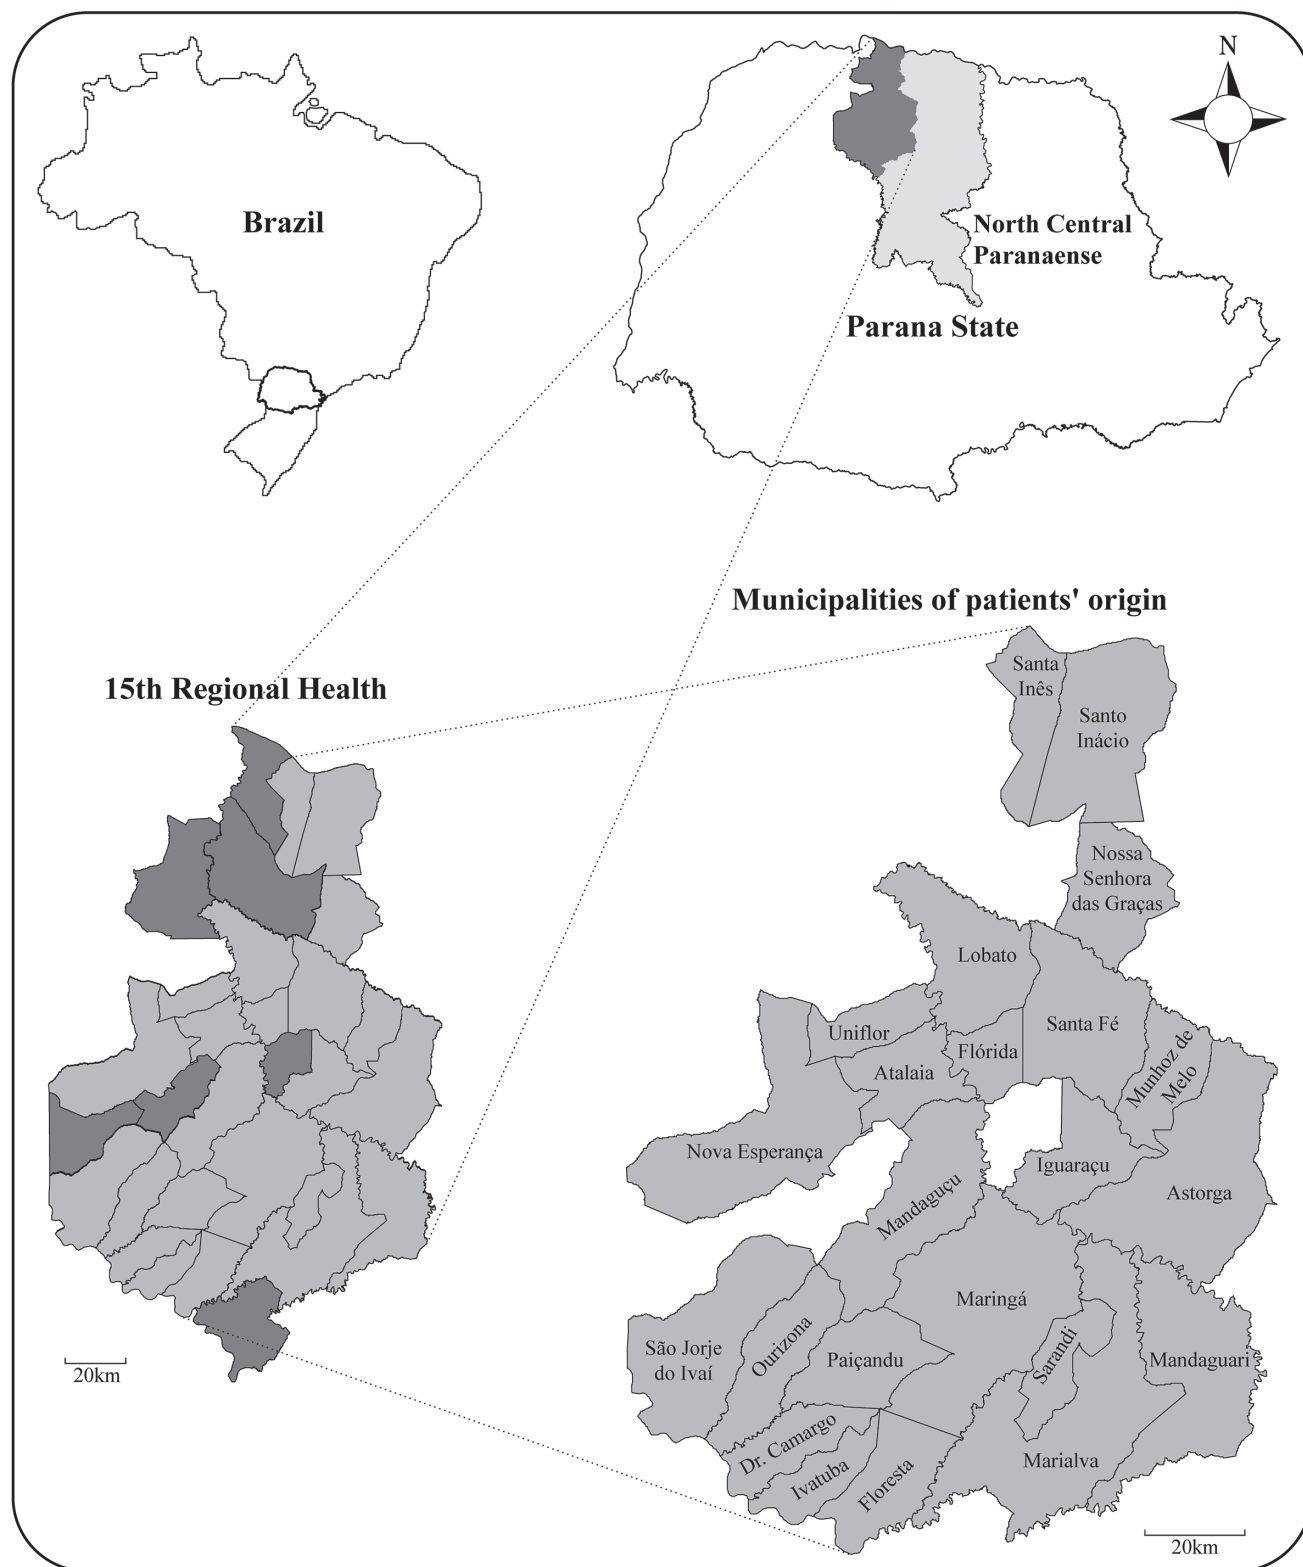 N
Brazil
North Central
Paranaense
Parana State
Municipalities of patients' origin
15th Regional Health
20km
Santa
Inês
Santo
Inácio
Nossa
Senhora
das Graças
Lobato
Santa Fé
Uniflor
Flórida
Atalaia
Munhoz de
Melo
Nova Esperança
Iguaraçu
Astorga
Mandaguçu
Maringá
São Jorje
do Ivaí
Ourizona
Paiçandu
Sarandi
Mandaguari
Dr. Camargo
Ivatuba
Floresta
Marialva
20km